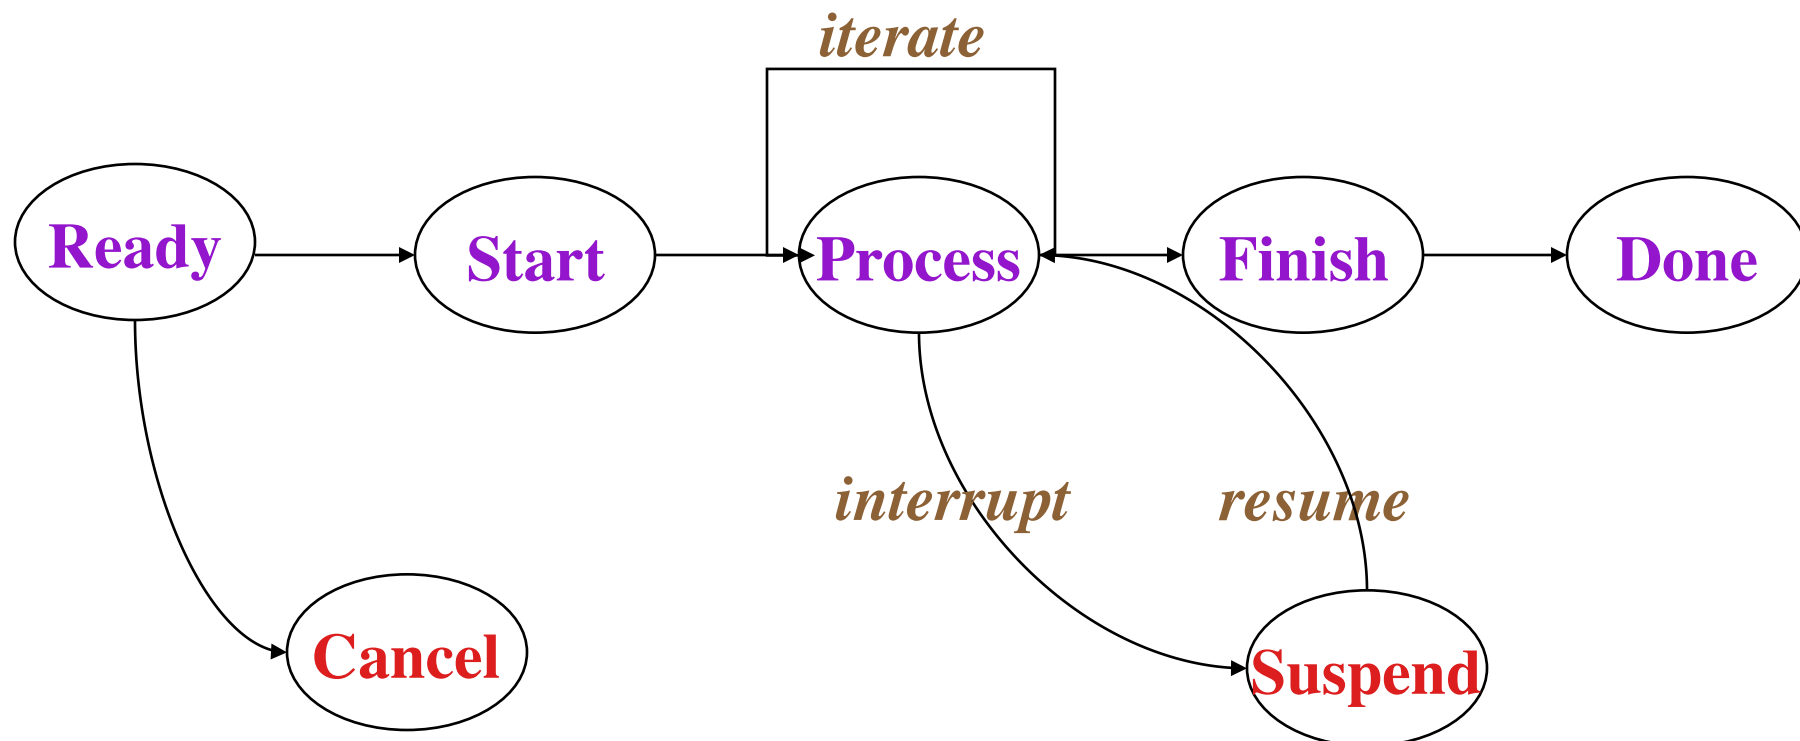 iterate
Ready
Start
Process
Finish
Done
interrupt
resume
Cancel
Suspend